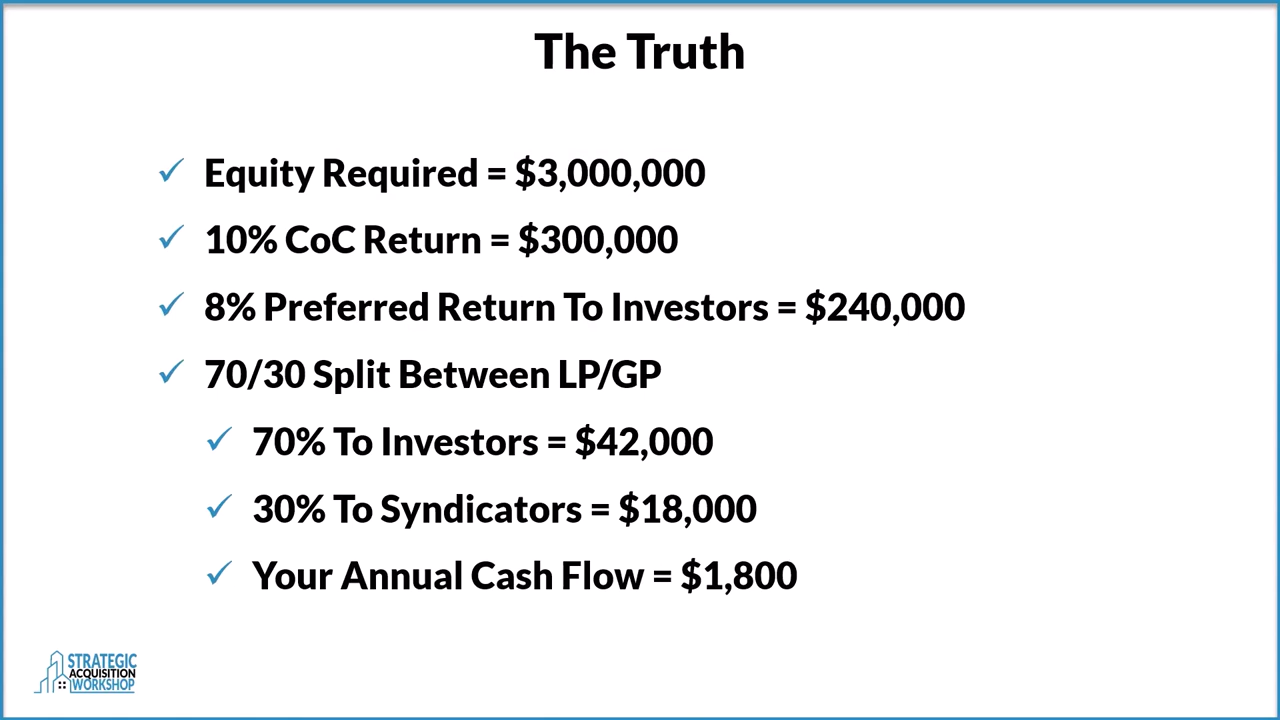 The Truth
Equity Required = $3,000,000
10% CoC Return = $300,000
8% Preferred Return To Investors = $240,000
70/30 Split Between LP/GP
70% To Investors = $42,000
30% To Syndicators = $18,000
Your Annual Cash Flow = $1,800
STRATEGIC
ACQUISITION
WORKSHOP